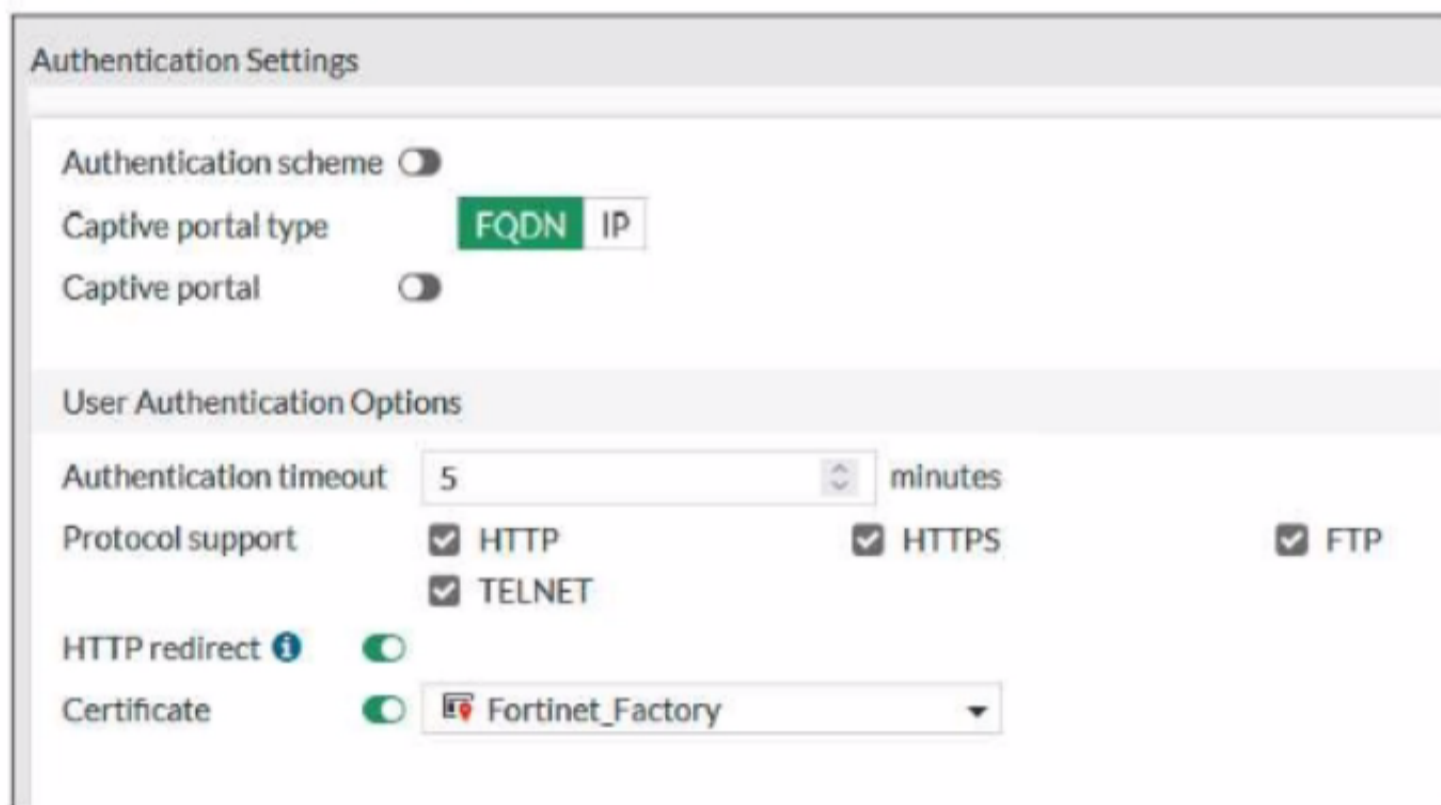 Authentication Settings
Authentication scheme
Captive portal type FQDN IP
Captive portal
User Authentication Options
Authentication timeout 5 minutes
Protocol support HTTP HTTPS FTP
TELNET
HTTP redirect
Certificate Fortinet_Factory